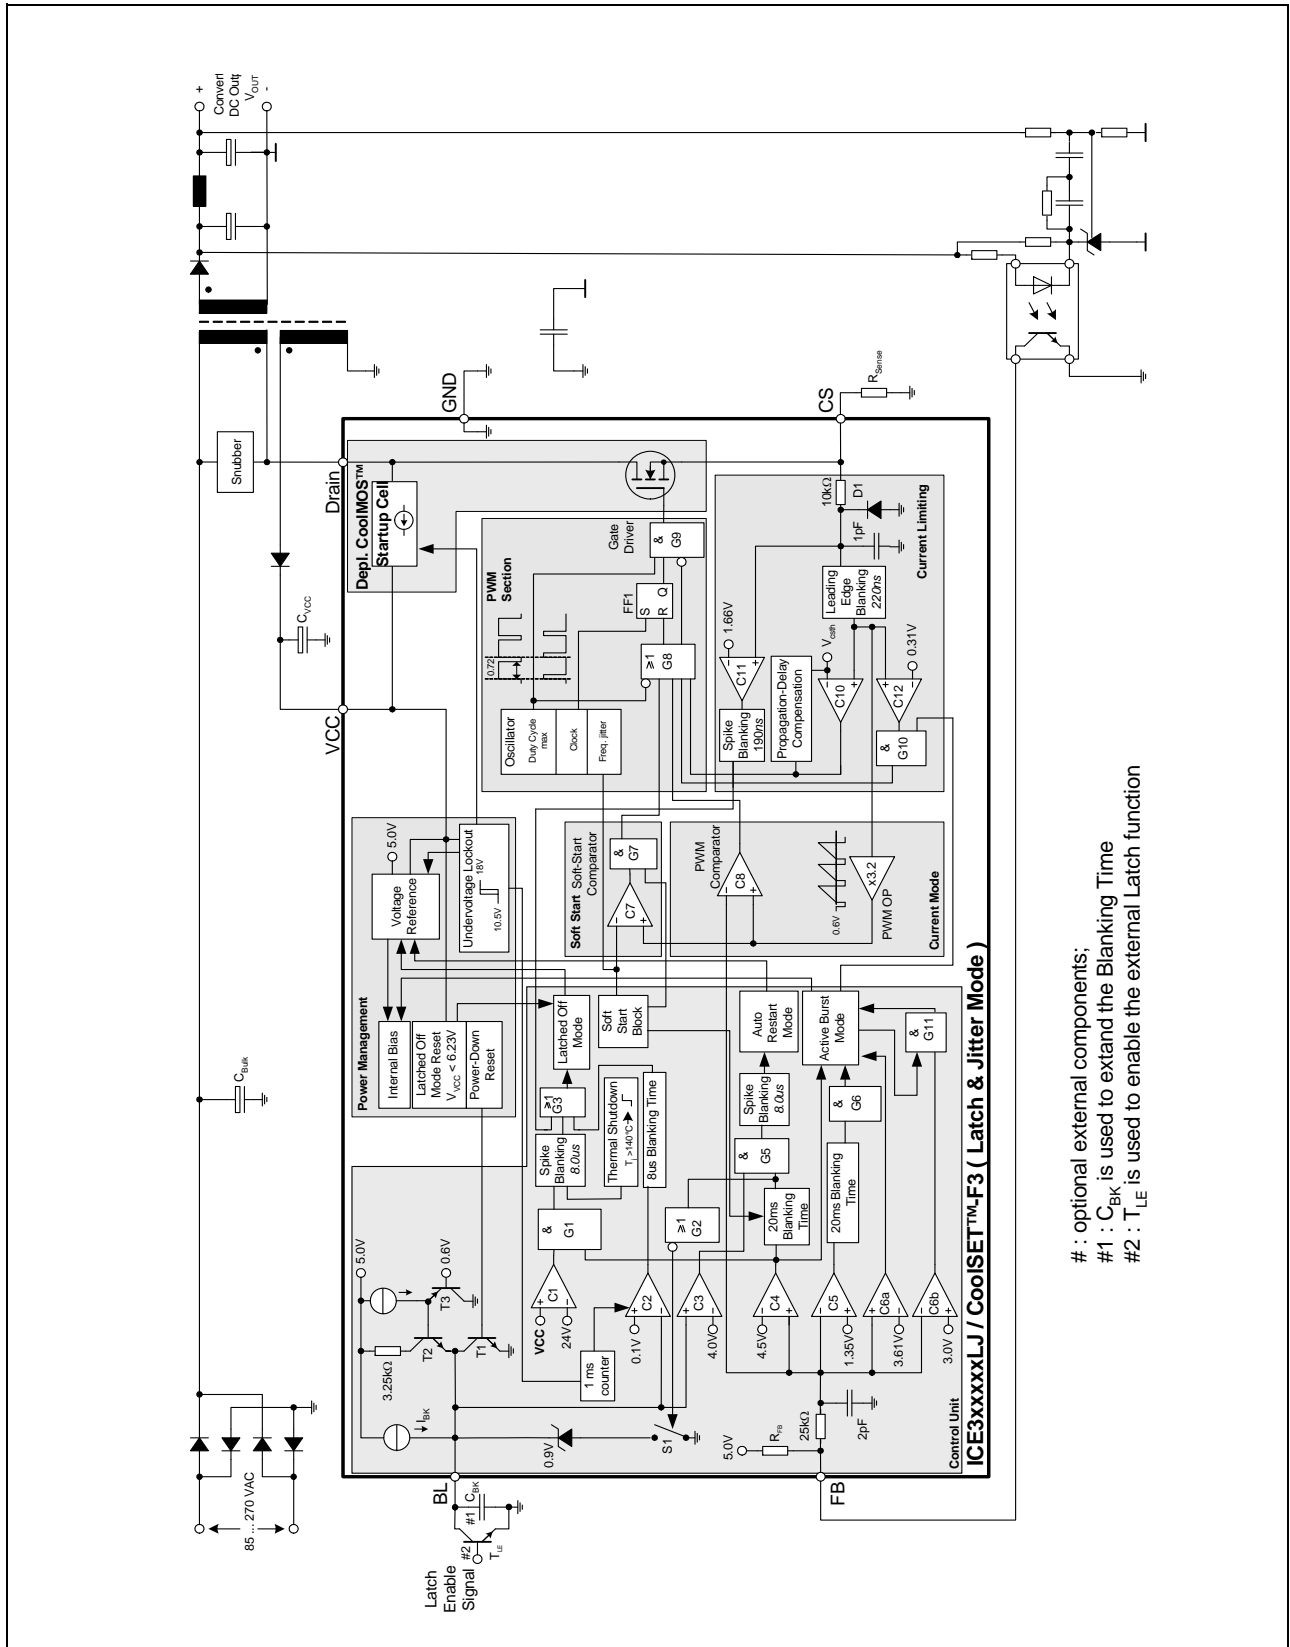 85 ... 270 VAC
C_Bulk
Snubber
+
Converter
DC Output
V_OUT
-
C_VCC
VCC
Drain
GND
CS
R_Sense
BL
FB
Latch
Enable
Signal
#2
T_LE
#1
C_BK
Power Management
Internal Bias
Latched Off
Mode Reset
V_VCC < 6.23V
Power-Down
Reset
Voltage
Reference
5.0V
Undervoltage Lockout
18V
10.5V
Depl. CoolMOS™
Startup Cell
5.0V
3.25kΩ
T2
T3
0.6V
T1
I_BK
0.9V
S1
1 ms
counter
VCC
24V
C1
0.1V
C2
4.0V
C3
4.5V
C4
1.35V
C5
3.61V
C6a
3.0V
C6b
5.0V
R_FB
25kΩ
2pF
&
G1
≥1
G2
Spike
Blanking
8.0us
≥1
G3
Thermal Shutdown
T_j >140°C
8us Blanking Time
Latched Off
Mode
Soft
Start
Block
20ms
Blanking
Time
&
G5
Spike
Blanking
8.0us
Auto
Restart
Mode
20ms Blanking
Time
&
G6
Active Burst
Mode
&
G11
Control Unit
Soft Start
Soft-Start
Comparator
C7
&
G7
PWM
Comparator
C8
0.6V
PWM OP
x3.2
Current Mode
PWM
Section
0.72
Oscillator
Duty Cycle
max
Clock
Freq. jitter
≥1
G8
FF1
S
R
Q
Gate
Driver
&
G9
1.66V
C11
Spike
Blanking
190ns
Propagation-Delay
Compensation
V_csth
C10
0.31V
C12
&
G10
Leading
Edge
Blanking
220ns
10kΩ
D1
1pF
Current Limiting
ICE3xxxxxLJ / CoolSET™-F3 ( Latch & Jitter Mode )
# : optional external components;
#1 : C_BK is used to extand the Blanking Time
#2 : T_LE is used to enable the external Latch function